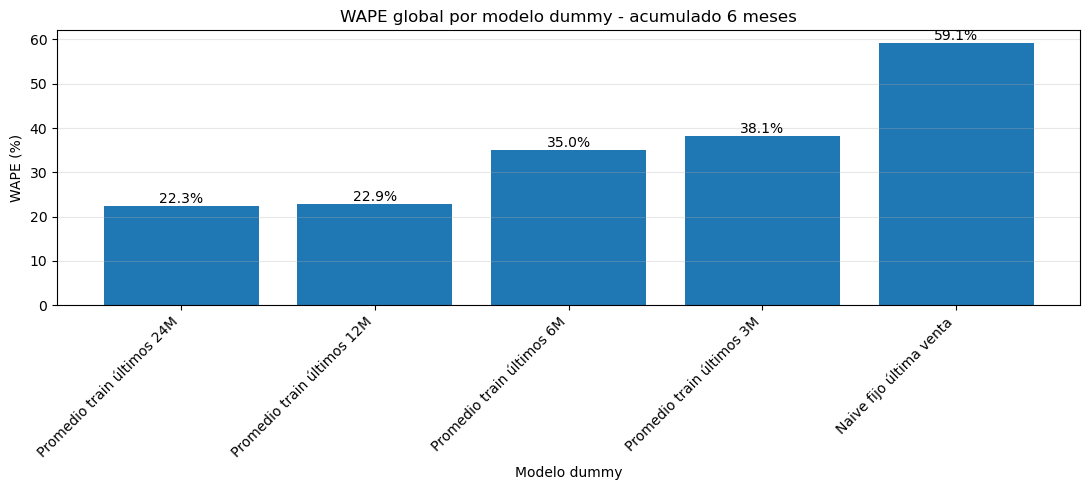 WAPE global por modelo dummy - acumulado 6 meses
WAPE (%)
60
50
40
30
20
10
0
22.3%
22.9%
35.0%
38.1%
59.1%
Promedio train últimos 24M
Promedio train últimos 12M
Promedio train últimos 6M
Promedio train últimos 3M
Naive fijo última venta
Modelo dummy